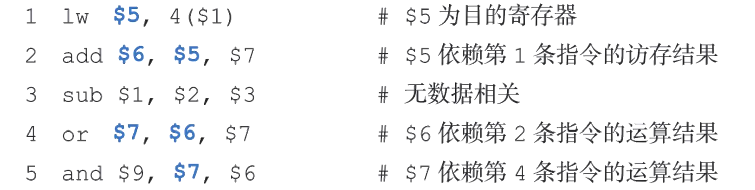 1 lw $5, 4($1) # $5 为目的寄存器
2 add $6, $5, $7 # $5 依赖第 1 条指令的访存结果
3 sub $1, $2, $3 # 无数据相关
4 or $7, $6, $7 # $6 依赖第 2 条指令的运算结果
5 and $9, $7, $6 # $7 依赖第 4 条指令的运算结果